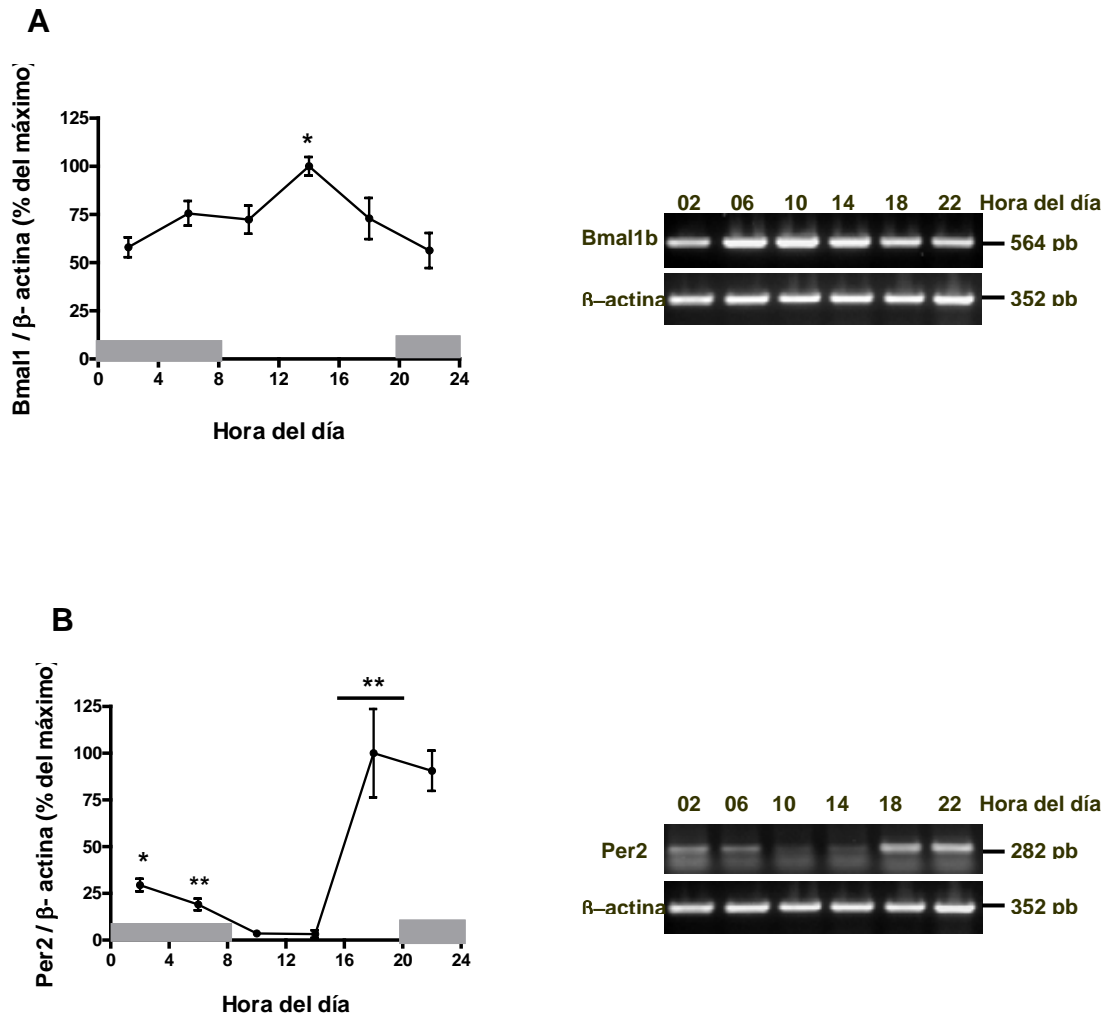 A
Bmal1 / β- actina (% del máximo)
125
100
75
50
25
0
*
0 4 8 12 16 20 24
Hora del día
02 06 10 14 18 22 Hora del día
Bmal1b
564 pb
β–actina
352 pb
B
Per2 / β- actina (% del máximo)
125
100
75
50
25
0
*
**
**
0 4 8 12 16 20 24
Hora del día
02 06 10 14 18 22 Hora del día
Per2
282 pb
β–actina
352 pb